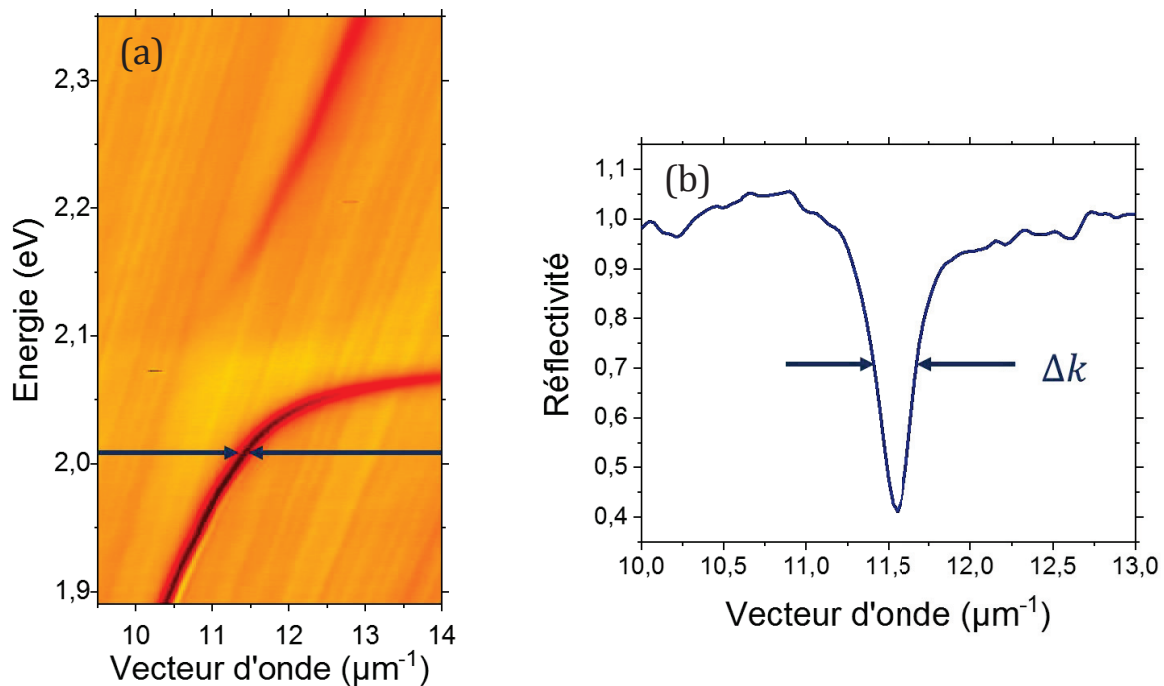 (a)
Energie (eV)
2,3
2,2
2,1
2,0
1,9
10 11 12 13 14
Vecteur d'onde (µm⁻¹)
(b)
Réflectivité
1,1
1,0
0,9
0,8
0,7
0,6
0,5
0,4
Δk
10,0 10,5 11,0 11,5 12,0 12,5 13,0
Vecteur d'onde (µm⁻¹)